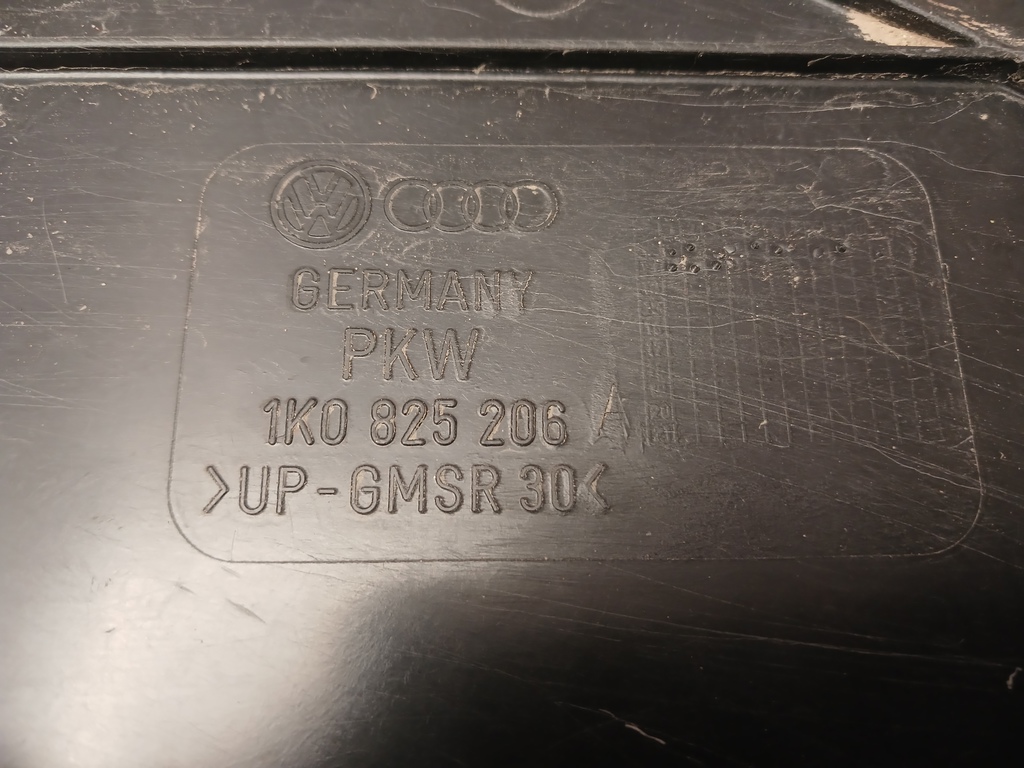 GERMANY
PKW
1K0 825 206 A
>UP-GMSR 30<